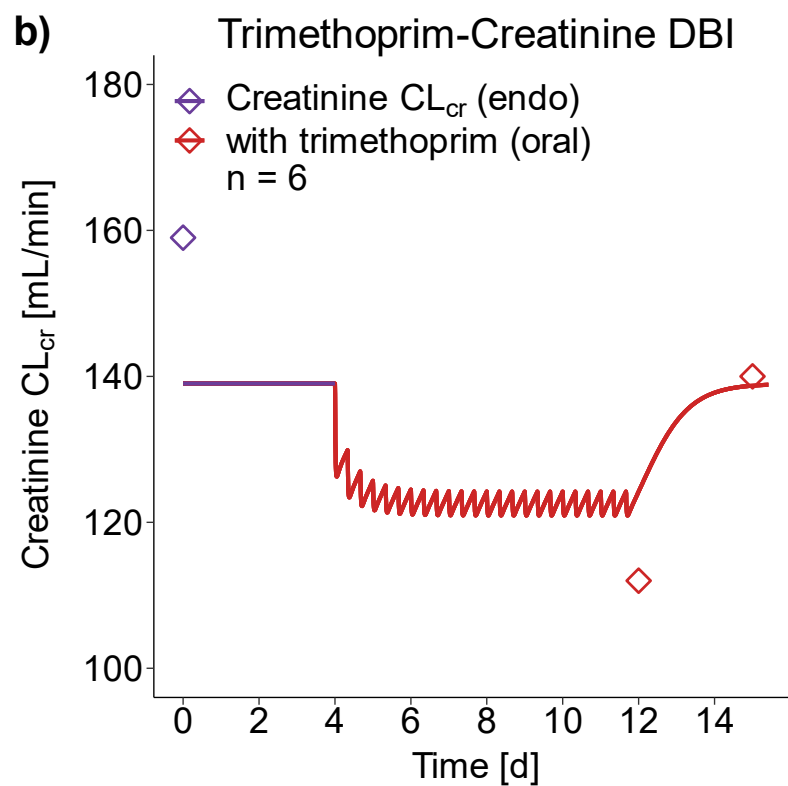 b)
Trimethoprim-Creatinine DBI
Creatinine CLcr (endo)
with trimethoprim (oral)
n = 6
Creatinine CLcr [mL/min]
180
160
140
120
100
0 2 4 6 8 10 12 14
Time [d]